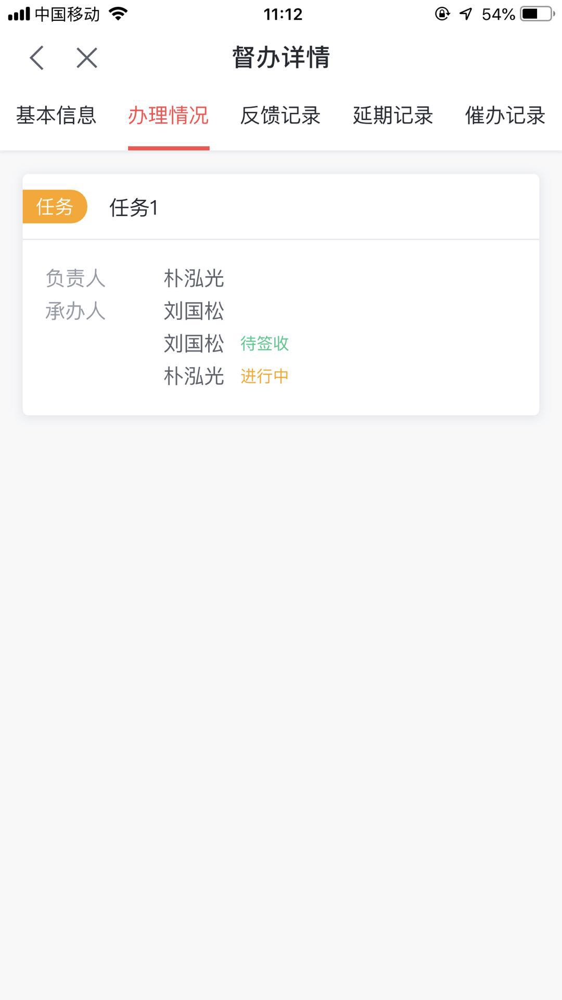 中国移动 11:12 54%
督办详情
基本信息 办理情况 反馈记录 延期记录 催办记录
任务 任务1
负责人 朴泓光
承办人 刘国松
刘国松 待签收
朴泓光 进行中